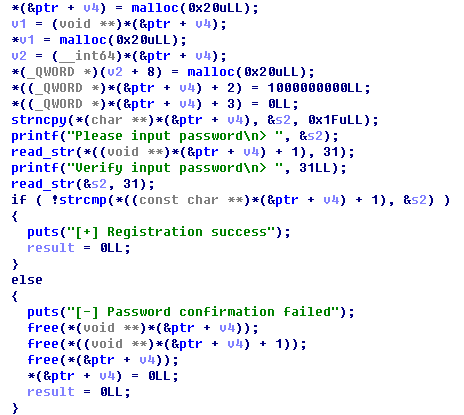 *(&ptr + v4) = malloc(0x20uLL);
v1 = (void **)*(&ptr + v4);
*v1 = malloc(0x20uLL);
v2 = (__int64)*(&ptr + v4);
*(_QWORD *)(v2 + 8) = malloc(0x20uLL);
*((_QWORD *)*(&ptr + v4) + 2) = 1000000000LL;
*((_QWORD *)*(&ptr + v4) + 3) = 0LL;
strncpy(*(char **)*(&ptr + v4), &s2, 0x1FuLL);
printf("Please input password\n> ", &s2);
read_str(*((void **)*(&ptr + v4) + 1), 31);
printf("Verify input password\n> ", 31LL);
read_str(&s2, 31);
if ( !strcmp(*((const char **)*(&ptr + v4) + 1), &s2) )
{
puts("[+] Registration success");
result = 0LL;
}
else
{
puts("[-] Password confirmation failed");
free(*(void **)*(&ptr + v4));
free(*((void **)*(&ptr + v4) + 1));
free(*(&ptr + v4));
*(&ptr + v4) = 0LL;
result = 0LL;
}